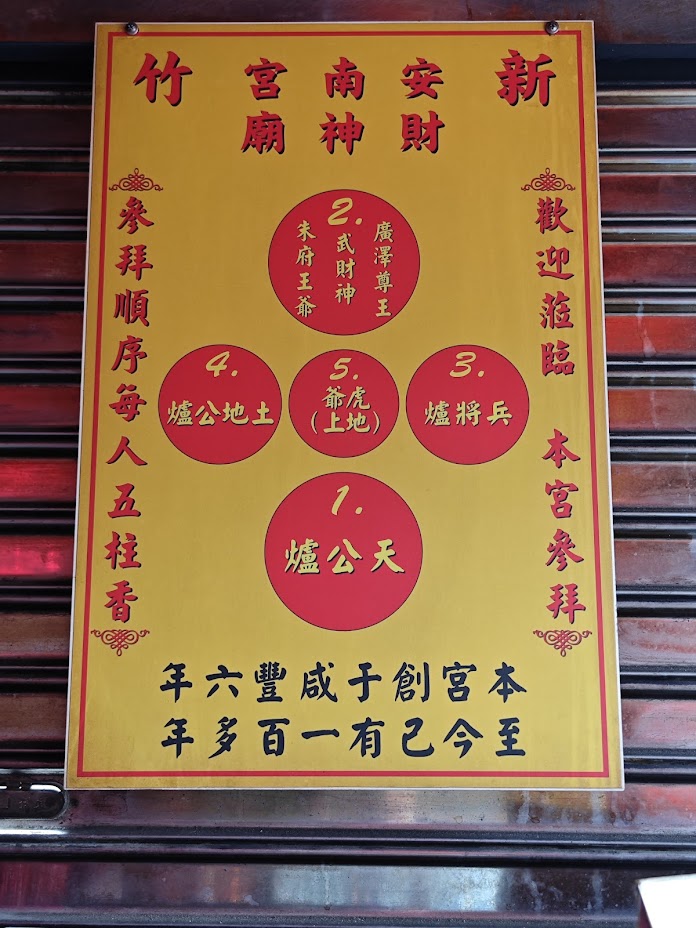 新竹
安南宮
財神廟
歡迎蒞臨 本宮參拜
參拜順序每人五柱香
2.
廣澤尊王
武財神
朱府王爺
3.
兵將爐
5.
虎爺
(地上)
4.
土地公爐
1.
天公爐
本宮創于咸豐六年
至今已有一百多年